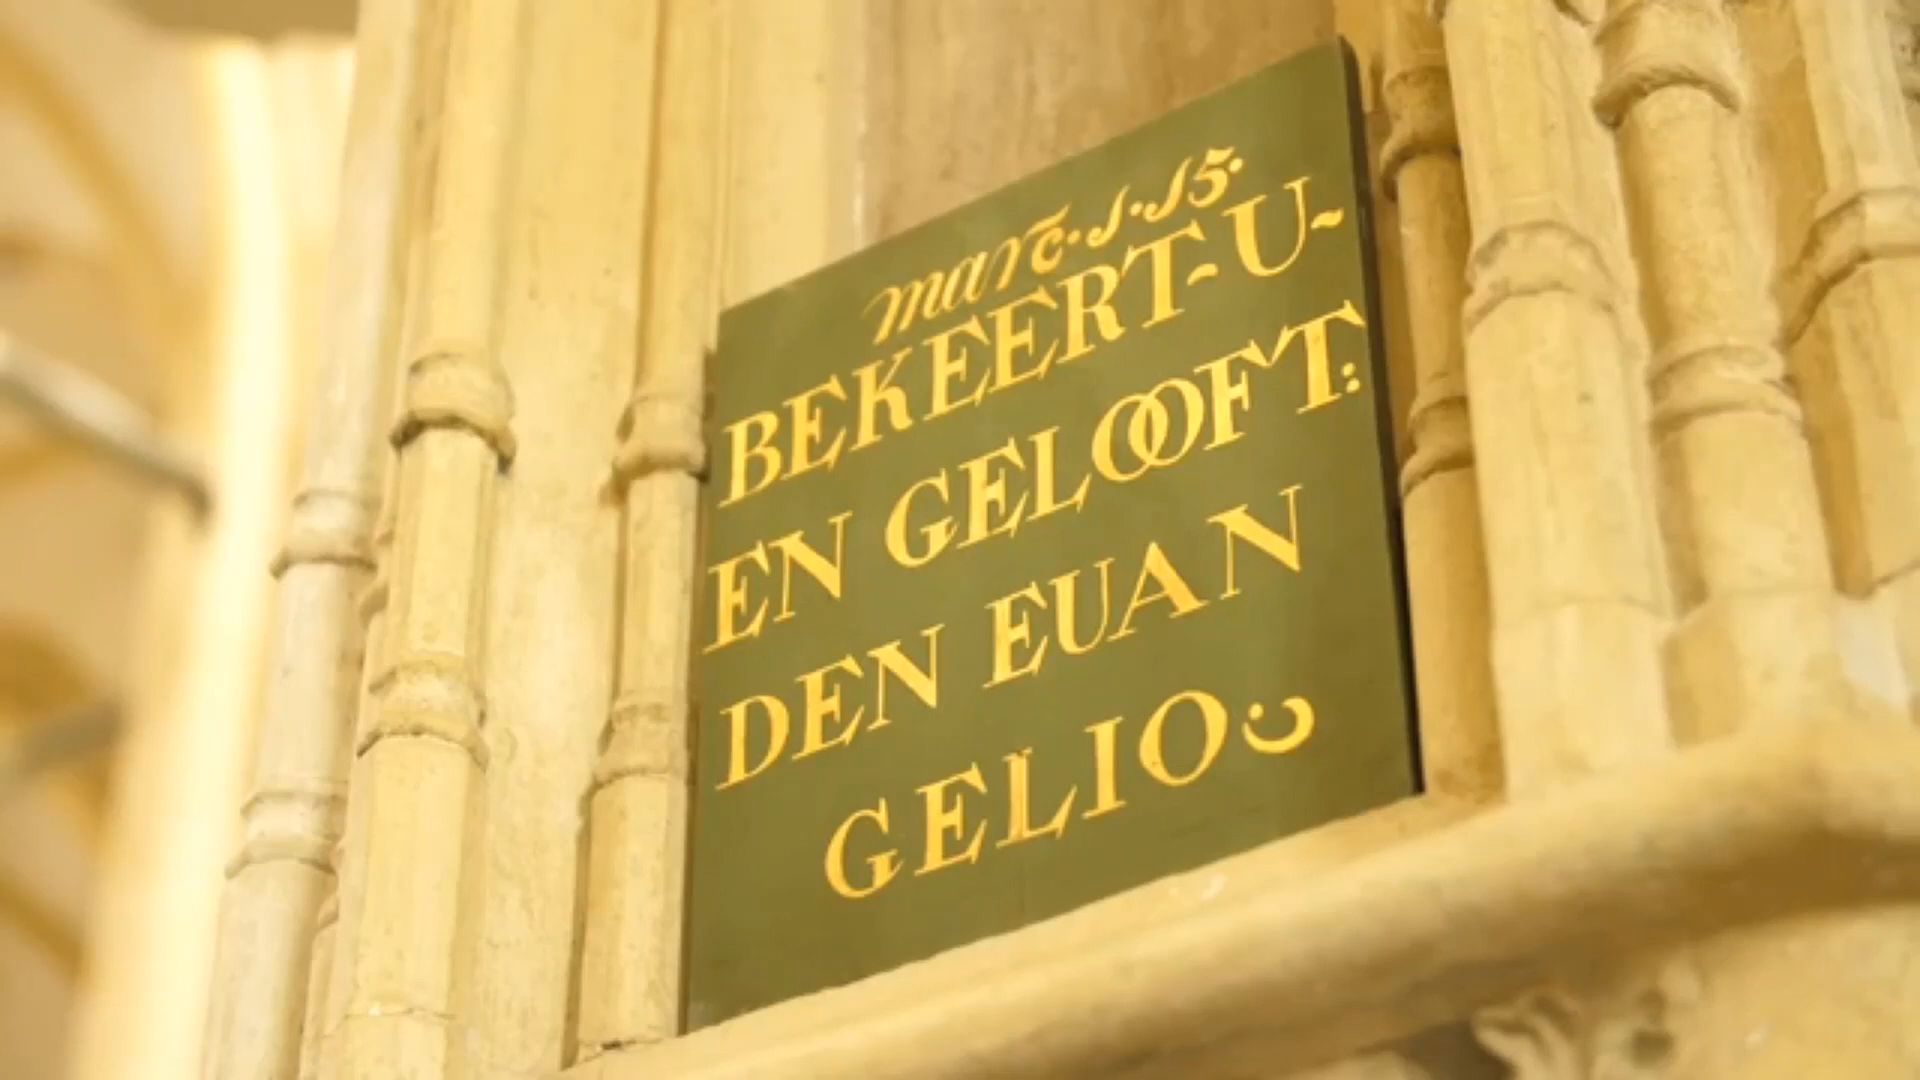 marc·1·15·
BEKEERT-U-
EN GELOOFT:
DEN EUAN
GELIO